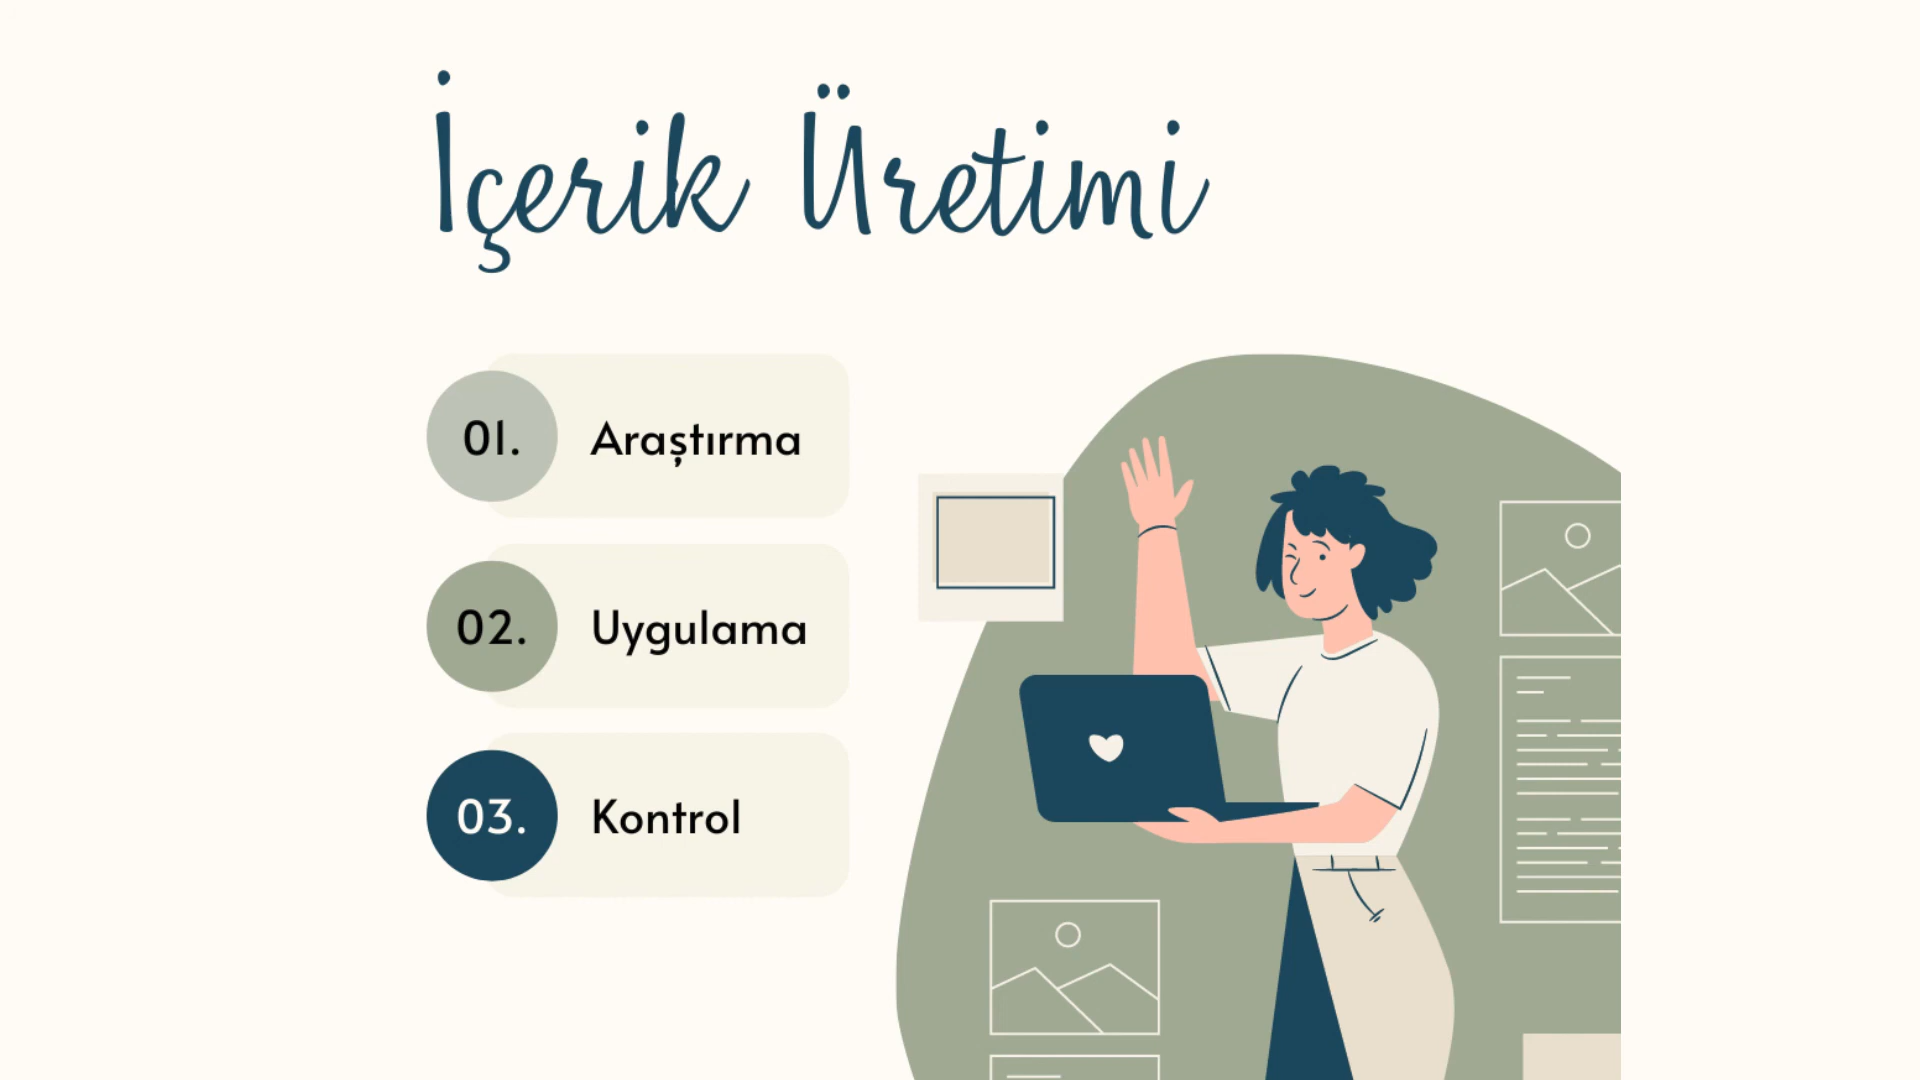 İçerik Üretimi
01. Araştırma
02. Uygulama
03. Kontrol